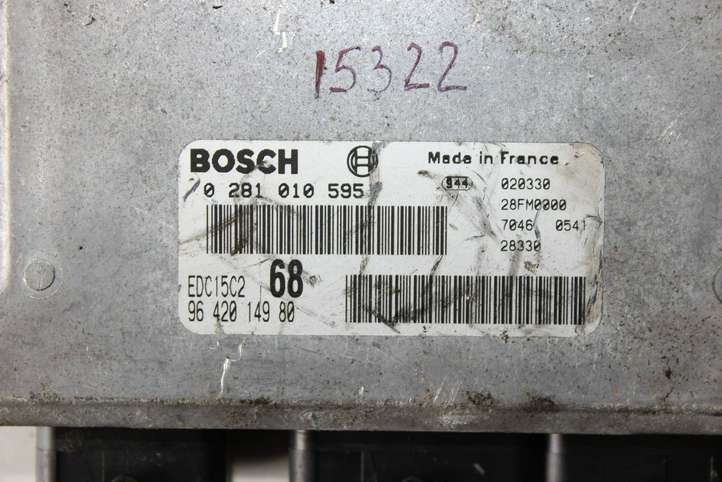 15322
BOSCH
Made in France
0 281 010 595
944
020330
28FM0000
7046 0541
28330
EDC15C2 68
96 420 149 80